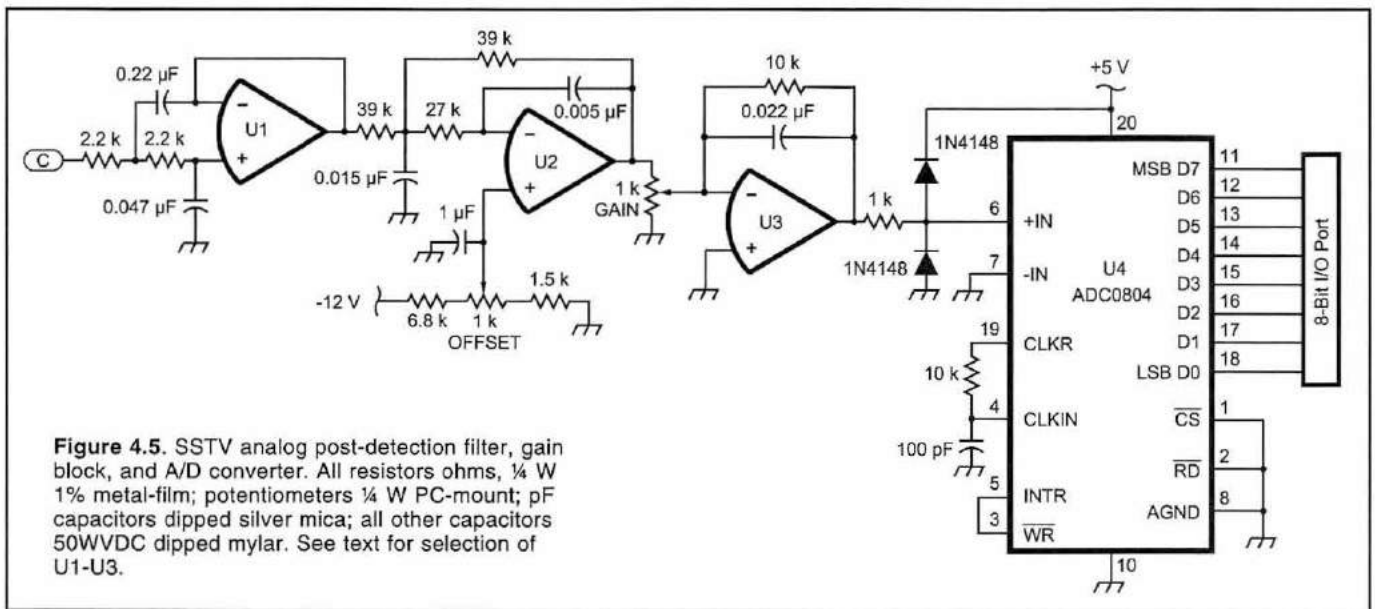 39 k
10 k
+5 V
0.22 µF
−
U1
+
39 k
27 k
0.005 µF
0.022 µF
20
2.2 k
2.2 k
C
−
U2
+
1N4148
MSB D7
11
D6
12
0.015 µF
1 k
GAIN
−
U3
+
1 k
6
+IN
D5
13
0.047 µF
1 µF
D4
14
1N4148
7
-IN
U4
ADC0804
D3
15
8-Bit I/O Port
D2
16
-12 V
6.8 k
1 k
1.5 k
OFFSET
D1
17
19
CLKR
LSB D0
18
10 k
4
CLKIN
CS
1
100 pF
RD
2
5
INTR
AGND
8
3
WR
10
Figure 4.5. SSTV analog post-detection filter, gain
block, and A/D converter. All resistors ohms, ¼ W
1% metal-film; potentiometers ¼ W PC-mount; pF
capacitors dipped silver mica; all other capacitors
50WVDC dipped mylar. See text for selection of
U1-U3.